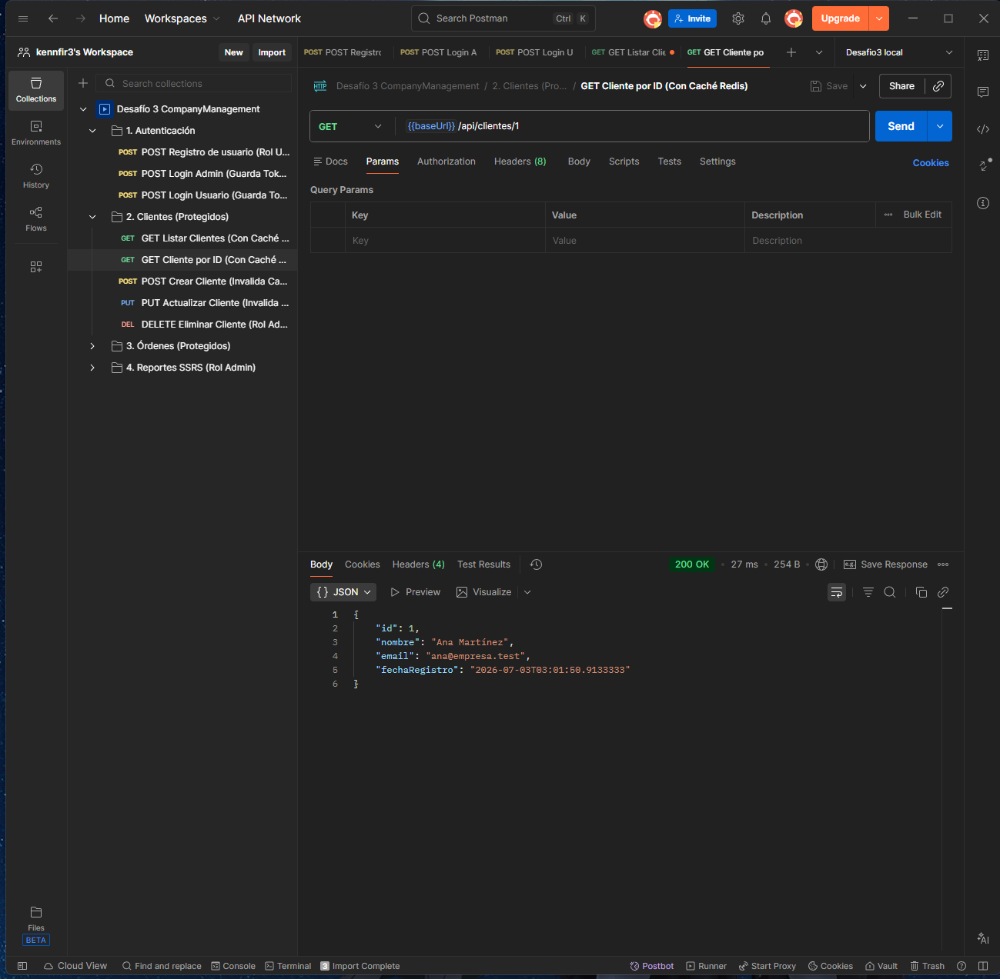 Home
Workspaces
API Network
Search Postman
Ctrl K
Invite
Upgrade
kennfir3's Workspace
New
Import
POST POST Registro
POST POST Login A
POST POST Login U
GET GET Listar Clie
GET GET Cliente po
Desafio3 local
Collections
Environments
History
Flows
Search collections
Desafío 3 CompanyManagement
1. Autenticación
POST POST Registro de usuario (Rol U...
POST POST Login Admin (Guarda Tok...
POST POST Login Usuario (Guarda To...
2. Clientes (Protegidos)
GET GET Listar Clientes (Con Caché ...
GET GET Cliente por ID (Con Caché ...
POST POST Crear Cliente (Invalida Ca...
PUT PUT Actualizar Cliente (Invalida ...
DEL DELETE Eliminar Cliente (Rol Ad...
3. Órdenes (Protegidos)
4. Reportes SSRS (Rol Admin)
HTTP Desafío 3 CompanyManagement / 2. Clientes (Pro... / GET Cliente por ID (Con Caché Redis)
Save
Share
GET {{baseUrl}} /api/clientes/1
Send
Docs Params Authorization Headers (8) Body Scripts Tests Settings
Cookies
Query Params
Key Value Description Bulk Edit
Key Value Description
Body Cookies Headers (4) Test Results
200 OK • 27 ms • 254 B
Save Response
{} JSON Preview Visualize
1 {
2 "id": 1,
3 "nombre": "Ana Martínez",
4 "email": "ana@empresa.test",
5 "fechaRegistro": "2026-07-03T03:01:50.9133333"
6 }
Files
BETA
AI
Cloud View Find and replace Console Terminal 3 Import Complete
Postbot Runner Start Proxy Cookies Vault Trash